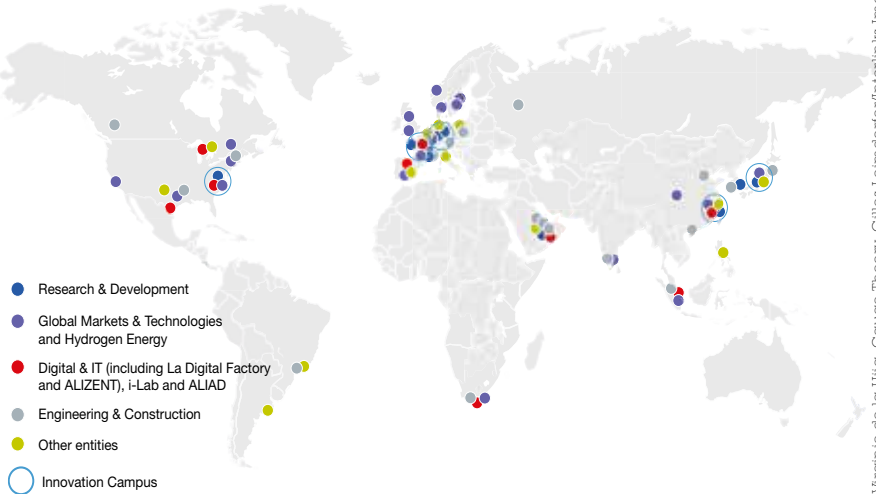 Research & Development
Global Markets & Technologies
and Hydrogen Energy
Digital & IT (including La Digital Factory
and ALIZENT), i-Lab and ALIAD
Engineering & Construction
Other entities
Innovation Campus